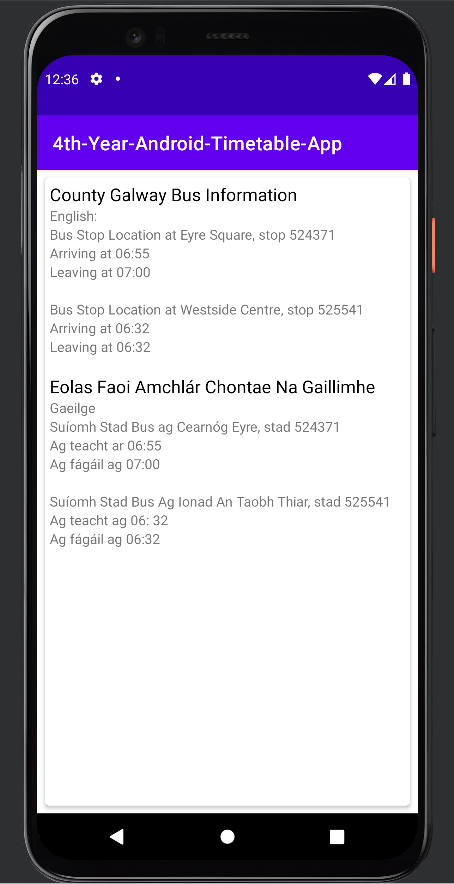 12:36
4th-Year-Android-Timetable-App
County Galway Bus Information
English:
Bus Stop Location at Eyre Square, stop 524371
Arriving at 06:55
Leaving at 07:00
Bus Stop Location at Westside Centre, stop 525541
Arriving at 06:32
Leaving at 06:32
Eolas Faoi Amchlár Chontae Na Gaillimhe
Gaeilge
Suíomh Stad Bus ag Cearnóg Eyre, stad 524371
Ag teacht ar 06:55
Ag fágáil ag 07:00
Suíomh Stad Bus Ag Ionad An Taobh Thiar, stad 525541
Ag teacht ag 06: 32
Ag fágáil ag 06:32